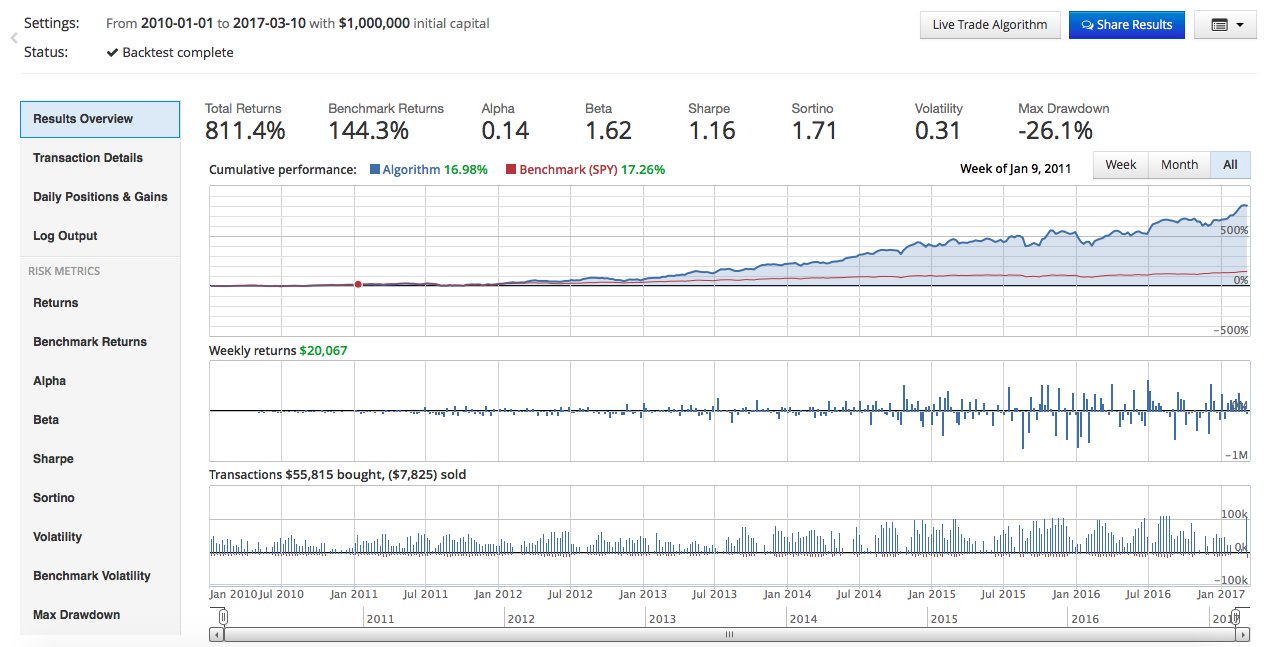 Settings: From 2010-01-01 to 2017-03-10 with $1,000,000 initial capital
Live Trade Algorithm Share Results
Status: Backtest complete
Results Overview
Transaction Details
Daily Positions & Gains
Log Output
RISK METRICS
Returns
Benchmark Returns
Alpha
Beta
Sharpe
Sortino
Volatility
Benchmark Volatility
Max Drawdown
Total Returns Benchmark Returns Alpha Beta Sharpe Sortino Volatility Max Drawdown
811.4% 144.3% 0.14 1.62 1.16 1.71 0.31 -26.1%
Cumulative performance: Algorithm 16.98% Benchmark (SPY) 17.26% Week of Jan 9, 2011 Week Month All
500%
0%
−500%
Weekly returns $20,067
−1M
Transactions $55,815 bought, ($7,825) sold
100k
0k
−100k
Jan 2010 Jul 2010 Jan 2011 Jul 2011 Jan 2012 Jul 2012 Jan 2013 Jul 2013 Jan 2014 Jul 2014 Jan 2015 Jul 2015 Jan 2016 Jul 2016 Jan 2017
2011 2012 2013 2014 2015 2016 2017